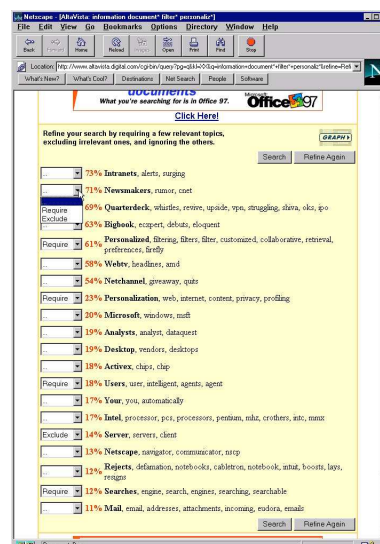 Netscape - [AltaVista: information document* filter* personaliz*]
File Edit View Go Bookmarks Options Directory Window Help
Back Forward Home Reload Images Open Print Find Stop
Location: http://www.altavista.digital.com/cgi-bin/query?pg=q&kl=XX&q=information+document*+filter*+personaliz*&refine=Refi
What's New? What's Cool? Destinations Net Search People Software
documents
What you're searching for is in Office 97.
Microsoft
Office 97
Click Here!
Refine your search by requiring a few relevant topics,
excluding irrelevant ones, and ignoring the others.
GRAPH
Search Refine Again
... 73% Intranets, alerts, surging
... 71% Newsmakers, rumor, cnet
69% Quarterdeck, whistles, revive, upside, vpn, struggling, shiva, oks, ipo
Require
Exclude
... 63% Bigbook, ecxpert, debuts, eloquent
Require 61% Personalized, filtering, filters, filter, customized, collaborative, retrieval,
preferences, firefly
... 58% Webtv, headlines, amd
... 54% Netchannel, giveaway, quits
Require 23% Personalization, web, internet, content, privacy, profiling
... 20% Microsoft, windows, msft
... 19% Analysts, analyst, dataquest
... 19% Desktop, vendors, desktops
... 18% Activex, chips, chip
Require 18% Users, user, intelligent, agents, agent
... 17% Your, you, automatically
... 17% Intel, processor, pcs, processors, pentium, mhz, crothers, intc, mmx
Exclude 14% Server, servers, client
... 13% Netscape, navigator, communicator, nscp
... 12% Rejects, defamation, notebooks, cabletron, notebook, intuit, boosts, lays,
resigns
Require 12% Searches, engine, search, engines, searching, searchable
... 11% Mail, email, addresses, attachments, incoming, eudora, emails
Search Refine Again